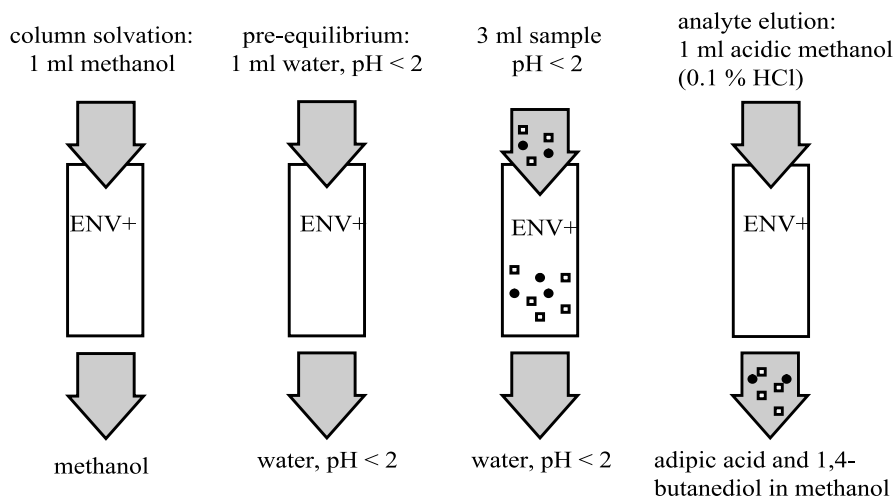 column solvation:
1 ml methanol
pre-equilibrium:
1 ml water, pH < 2
3 ml sample
pH < 2
analyte elution:
1 ml acidic methanol
(0.1 % HCl)
ENV+
ENV+
ENV+
ENV+
methanol
water, pH < 2
water, pH < 2
adipic acid and 1,4-
butanediol in methanol